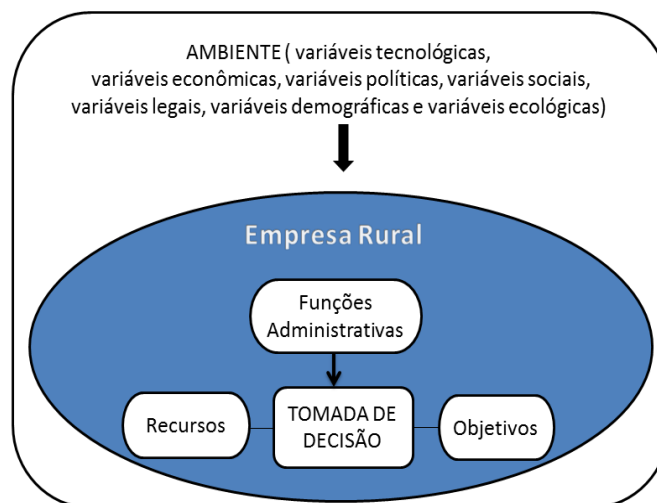 AMBIENTE ( variáveis tecnológicas,
variáveis econômicas, variáveis políticas, variáveis sociais,
variáveis legais, variáveis demográficas e variáveis ecológicas)
Empresa Rural
Funções
Administrativas
Recursos
TOMADA DE
DECISÃO
Objetivos